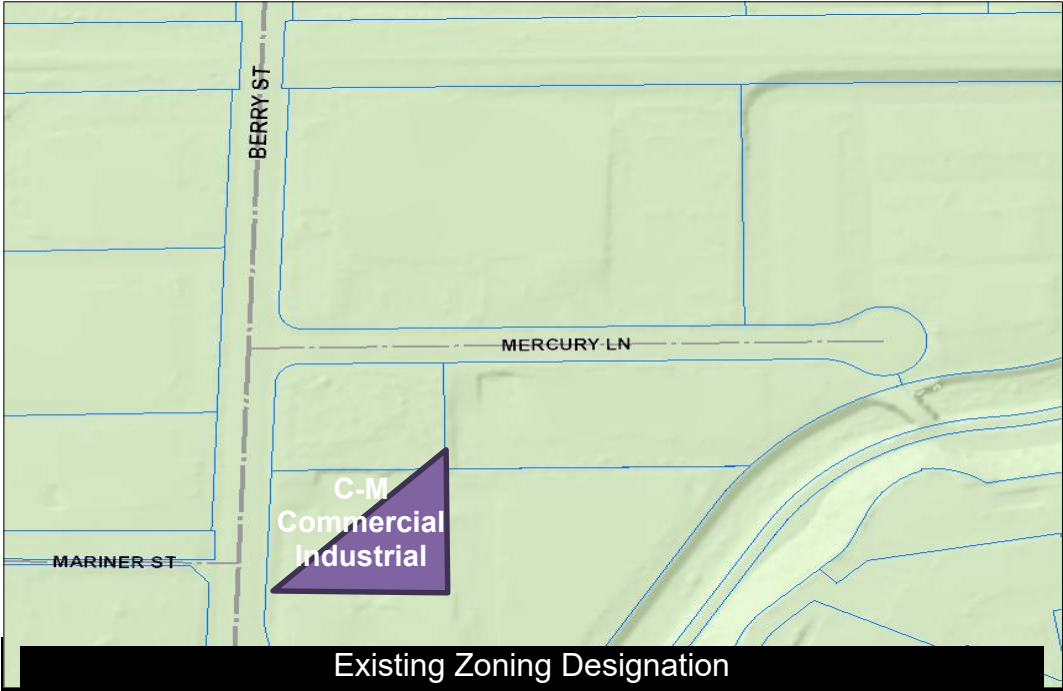 BERRY ST
MERCURY LN
C-M
Commercial
Industrial
MARINER ST
Existing Zoning Designation